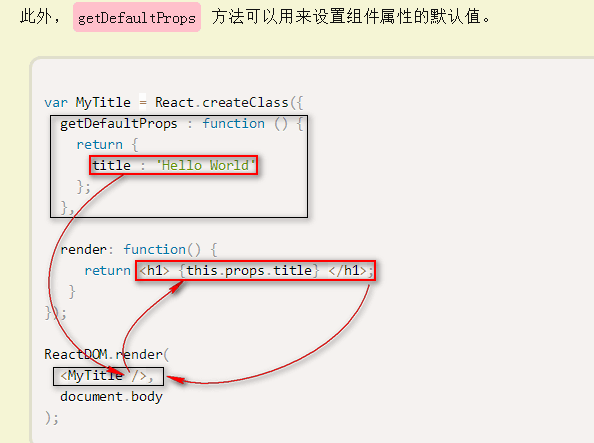 此外， getDefaultProps 方法可以用来设置组件属性的默认值。
var MyTitle = React.createClass({
  getDefaultProps : function () {
    return {
      title : 'Hello World'
    };
  },
  render: function() {
     return <h1> {this.props.title} </h1>;
   }
});
ReactDOM.render(
  <MyTitle />,
  document.body
);